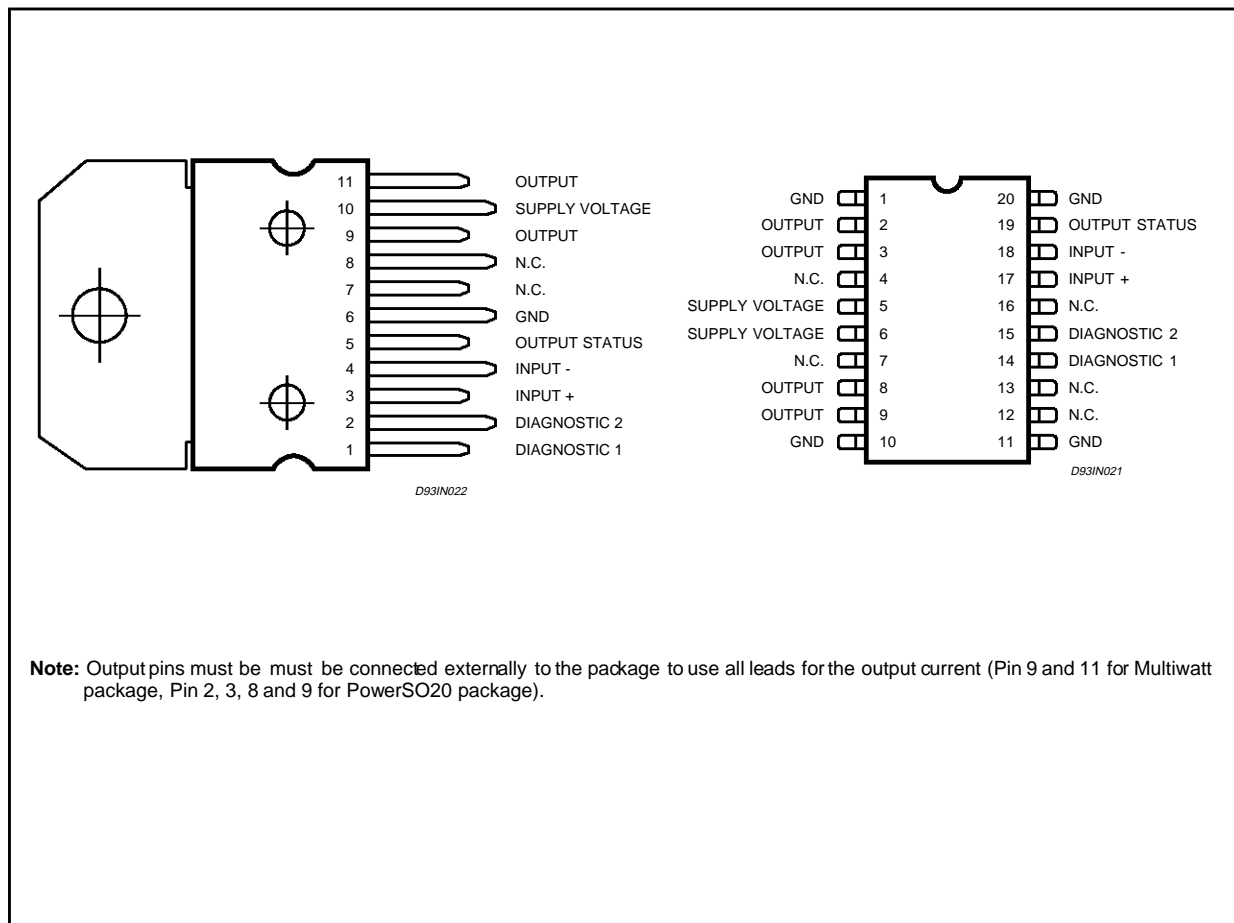 11 OUTPUT
10 SUPPLY VOLTAGE
9 OUTPUT
8 N.C.
7 N.C.
6 GND
5 OUTPUT STATUS
4 INPUT -
3 INPUT +
2 DIAGNOSTIC 2
1 DIAGNOSTIC 1
D93IN022
GND 1 20 GND
OUTPUT 2 19 OUTPUT STATUS
OUTPUT 3 18 INPUT -
N.C. 4 17 INPUT +
SUPPLY VOLTAGE 5 16 N.C.
SUPPLY VOLTAGE 6 15 DIAGNOSTIC 2
N.C. 7 14 DIAGNOSTIC 1
OUTPUT 8 13 N.C.
OUTPUT 9 12 N.C.
GND 10 11 GND
D93IN021
Note: Output pins must be must be connected externally to the package to use all leads for the output current (Pin 9 and 11 for Multiwatt
package, Pin 2, 3, 8 and 9 for PowerSO20 package).